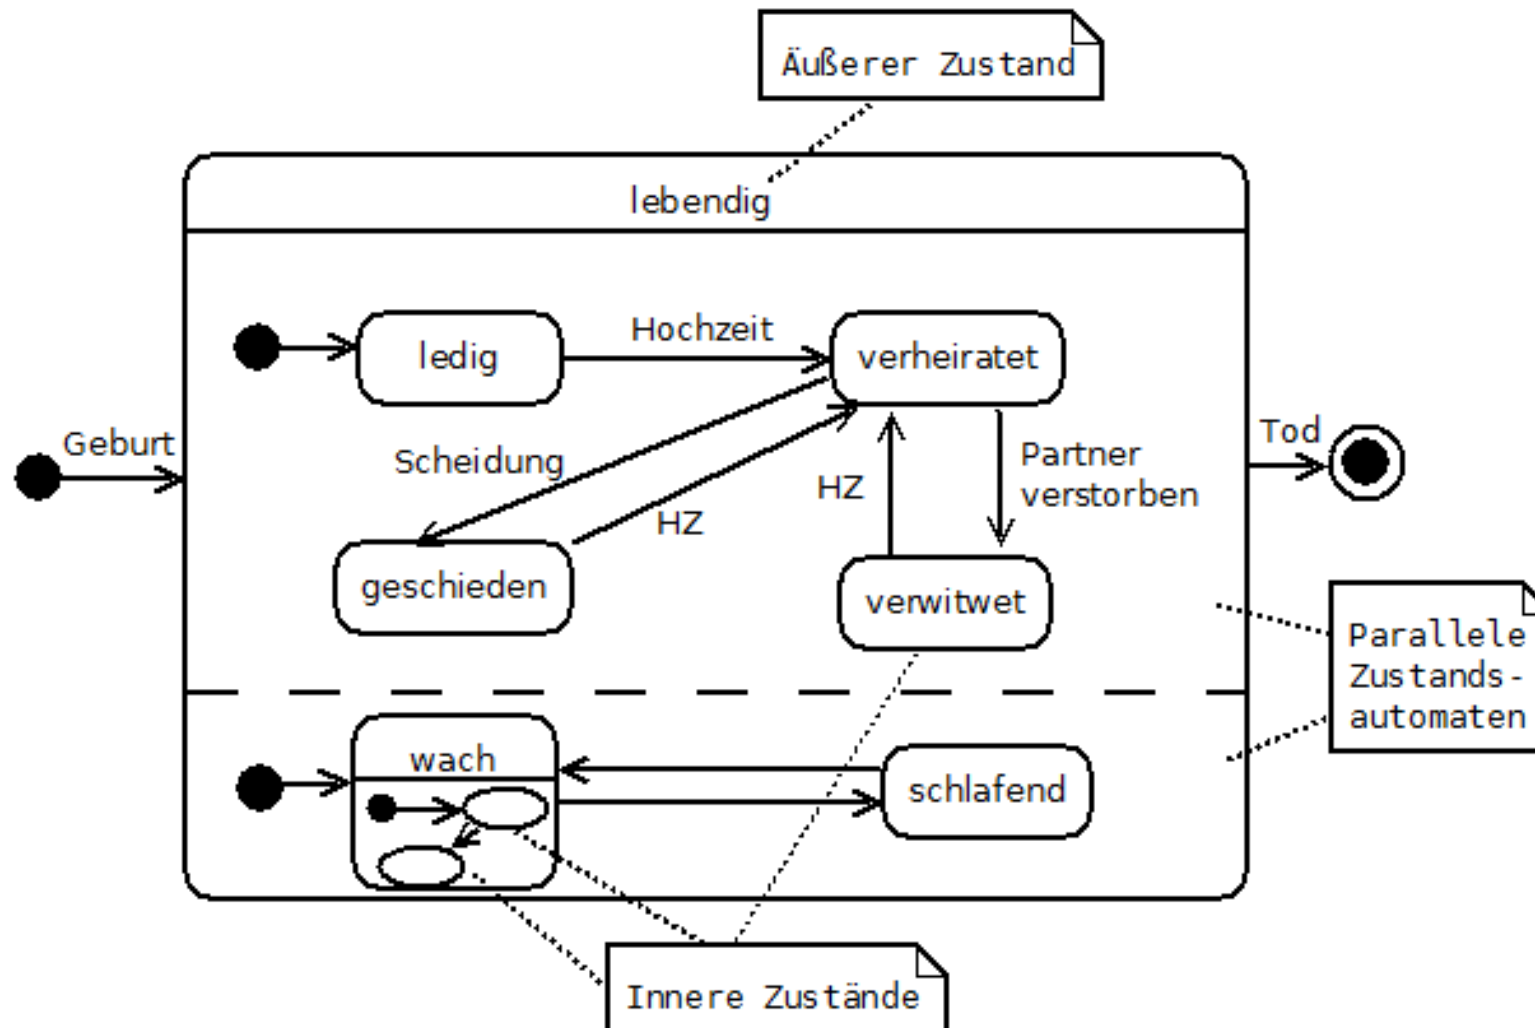 Äußerer Zustand
lebendig
ledig
Hochzeit
verheiratet
Geburt
Scheidung
HZ
HZ
Partner
verstorben
Tod
geschieden
verwitwet
Parallele
Zustands-
automaten
wach
schlafend
Innere Zustände